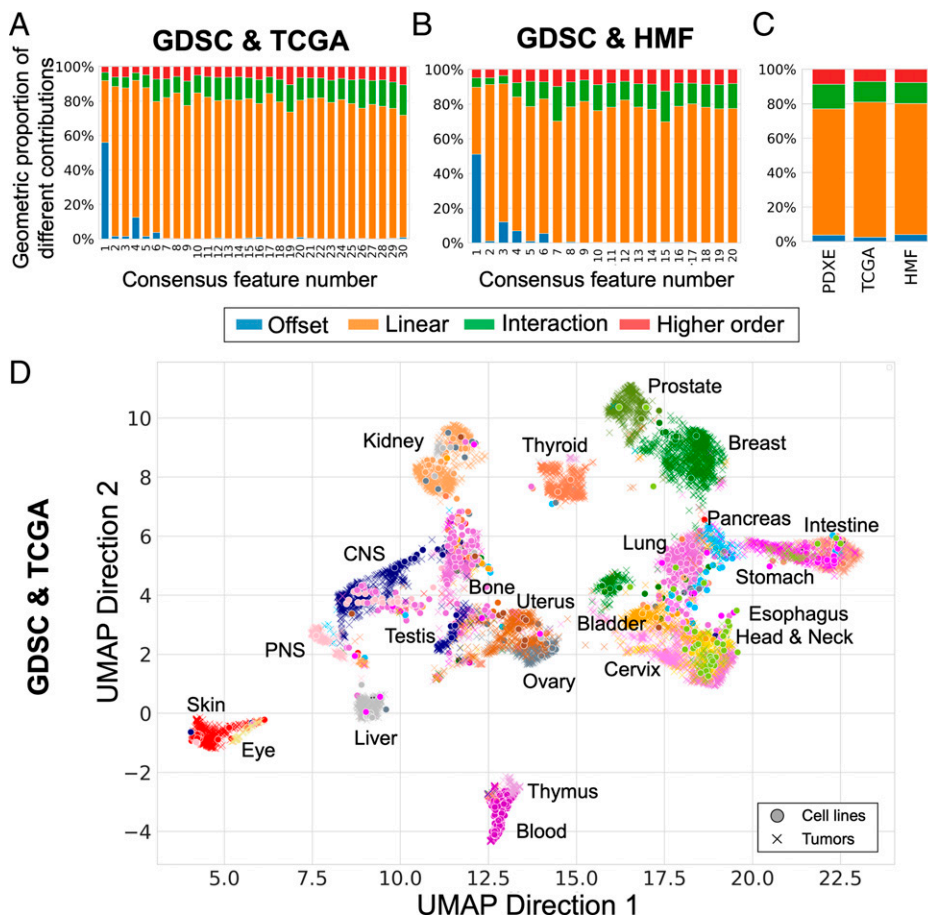 A
GDSC & TCGA
Geometric proportion of
different contributions
100%
80%
60%
40%
20%
0%
1 2 3 4 5 6 7 8 9 10 11 12 13 14 15 16 17 18 19 20 21 22 23 24 25 26 27 28 29 30
Consensus feature number
B
GDSC & HMF
100%
80%
60%
40%
20%
0%
1 2 3 4 5 6 7 8 9 10 11 12 13 14 15 16 17 18 19 20
Consensus feature number
C
100%
80%
60%
40%
20%
0%
PDXE
TCGA
HMF
Offset Linear Interaction Higher order
D
GDSC & TCGA
UMAP Direction 2
10
8
6
4
2
0
−2
−4
Prostate
Kidney
Thyroid
Breast
Pancreas
Intestine
CNS
Lung
Stomach
Bone
Uterus
Bladder
Esophagus
Head & Neck
Testis
PNS
Cervix
Ovary
Skin
Eye
Liver
Thymus
Blood
Cell lines
Tumors
5.0 7.5 10.0 12.5 15.0 17.5 20.0 22.5
UMAP Direction 1